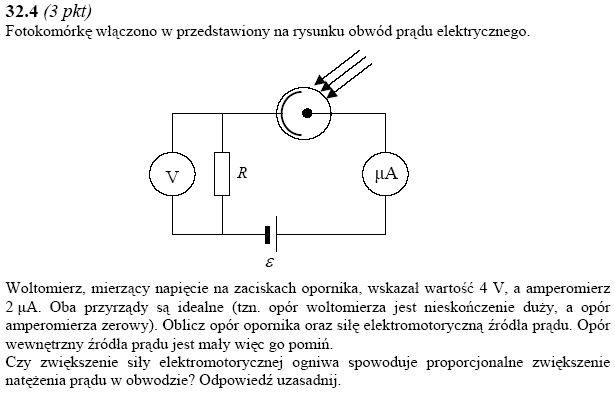 32.4 (3 pkt)
Fotokomórkę włączono w przedstawiony na rysunku obwód prądu elektrycznego.
V
R
μA
ε
Woltomierz, mierzący napięcie na zaciskach opornika, wskazał wartość 4 V, a amperomierz
2 μA. Oba przyrządy są idealne (tzn. opór woltomierza jest nieskończenie duży, a opór
amperomierza zerowy). Oblicz opór opornika oraz siłę elektromotoryczną źródła prądu. Opór
wewnętrzny źródła prądu jest mały więc go pomiń.
Czy zwiększenie siły elektromotorycznej ogniwa spowoduje proporcjonalne zwiększenie
natężenia prądu w obwodzie? Odpowiedź uzasadnij.